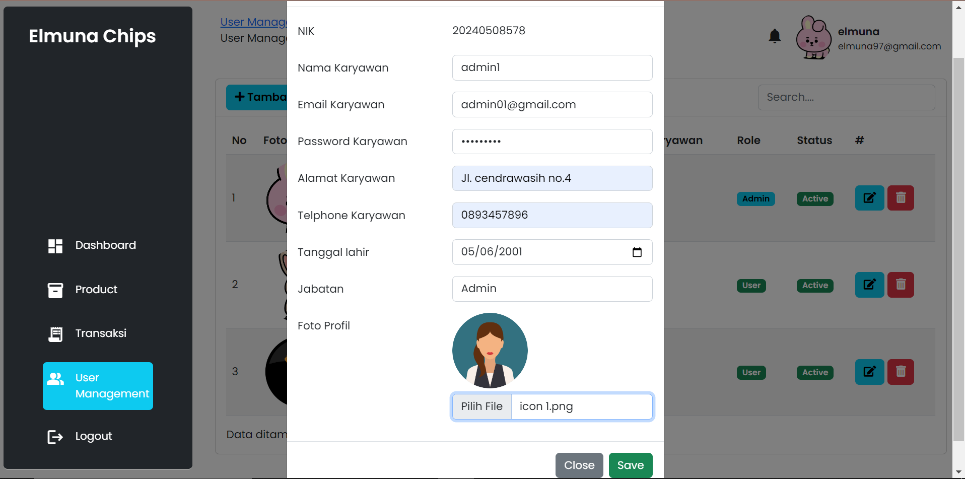 Elmuna Chips
Dashboard
Product
Transaksi
User
Management
Logout
User Manag
User Manag
elmuna
elmuna97@gmail.com
Tamba
Search....
No Foto
yawan Role Status #
1 Admin Active
2 User Active
3 User Active
Data ditam
NIK 20240508578
Nama Karyawan admin1
Email Karyawan admin01@gmail.com
Password Karyawan •••••••••
Alamat Karyawan Jl. cendrawasih no.4
Telphone Karyawan 0893457896
Tanggal lahir 05/06/2001
Jabatan Admin
Foto Profil
Pilih File icon 1.png
Close Save